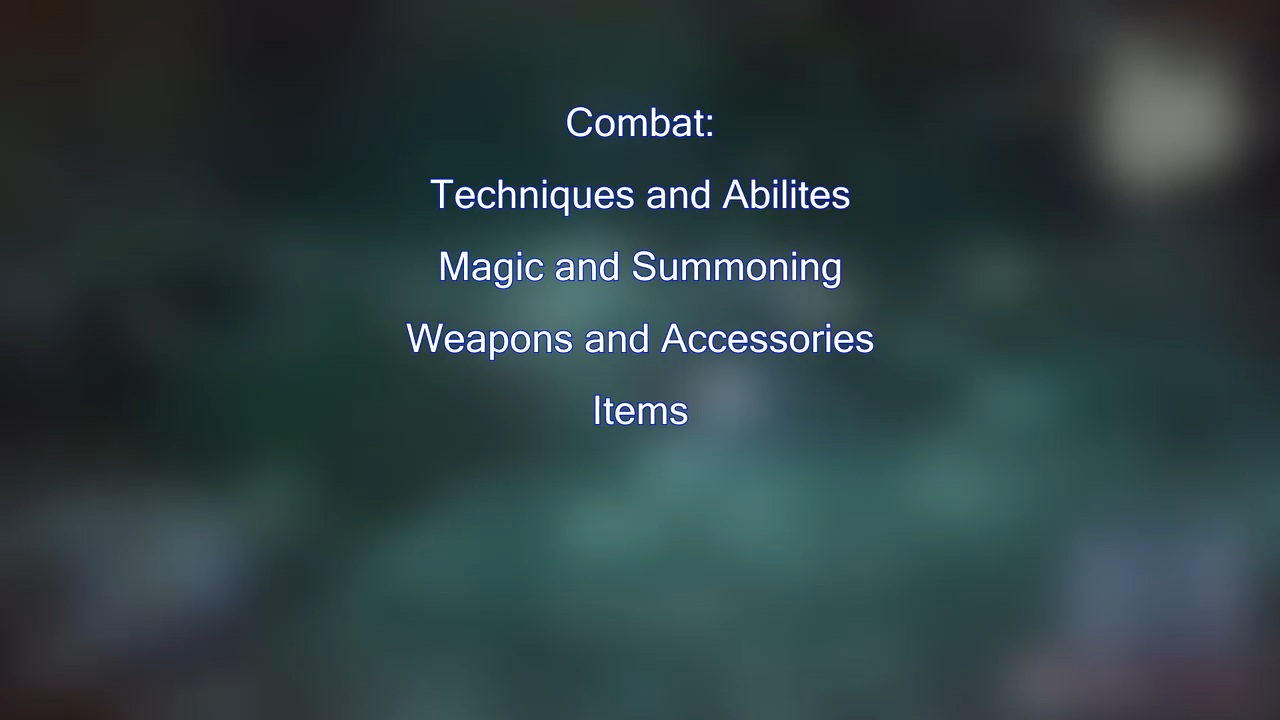 Combat:
Techniques and Abilites
Magic and Summoning
Weapons and Accessories
Items